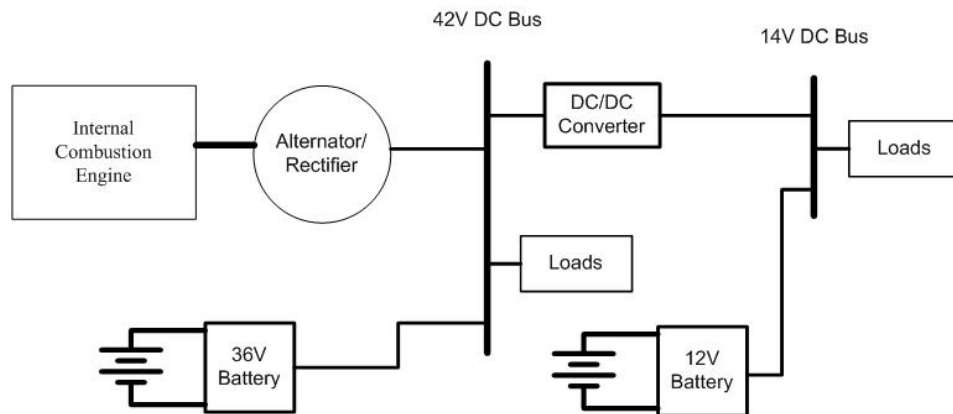 42V DC Bus
14V DC Bus
Internal
Combustion
Engine
Alternator/
Rectifier
DC/DC
Converter
Loads
Loads
36V
Battery
12V
Battery